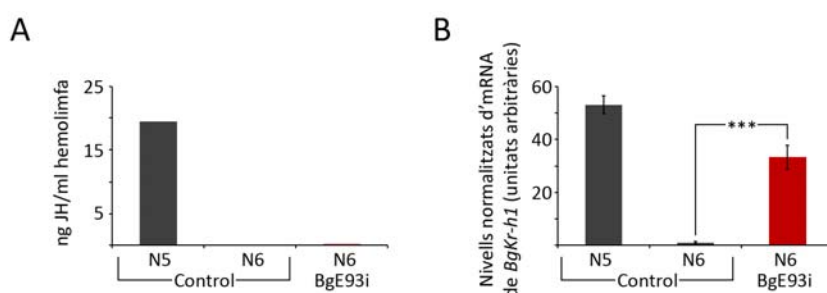 A
ng JH/ml hemolimfa
25
15
5
N5
N6
N6
Control
BgE93i
B
Nivells normalitzats d'mRNA
de BgKr-h1 (unitats arbitràries)
60
40
20
***
N5
N6
N6
Control
BgE93i